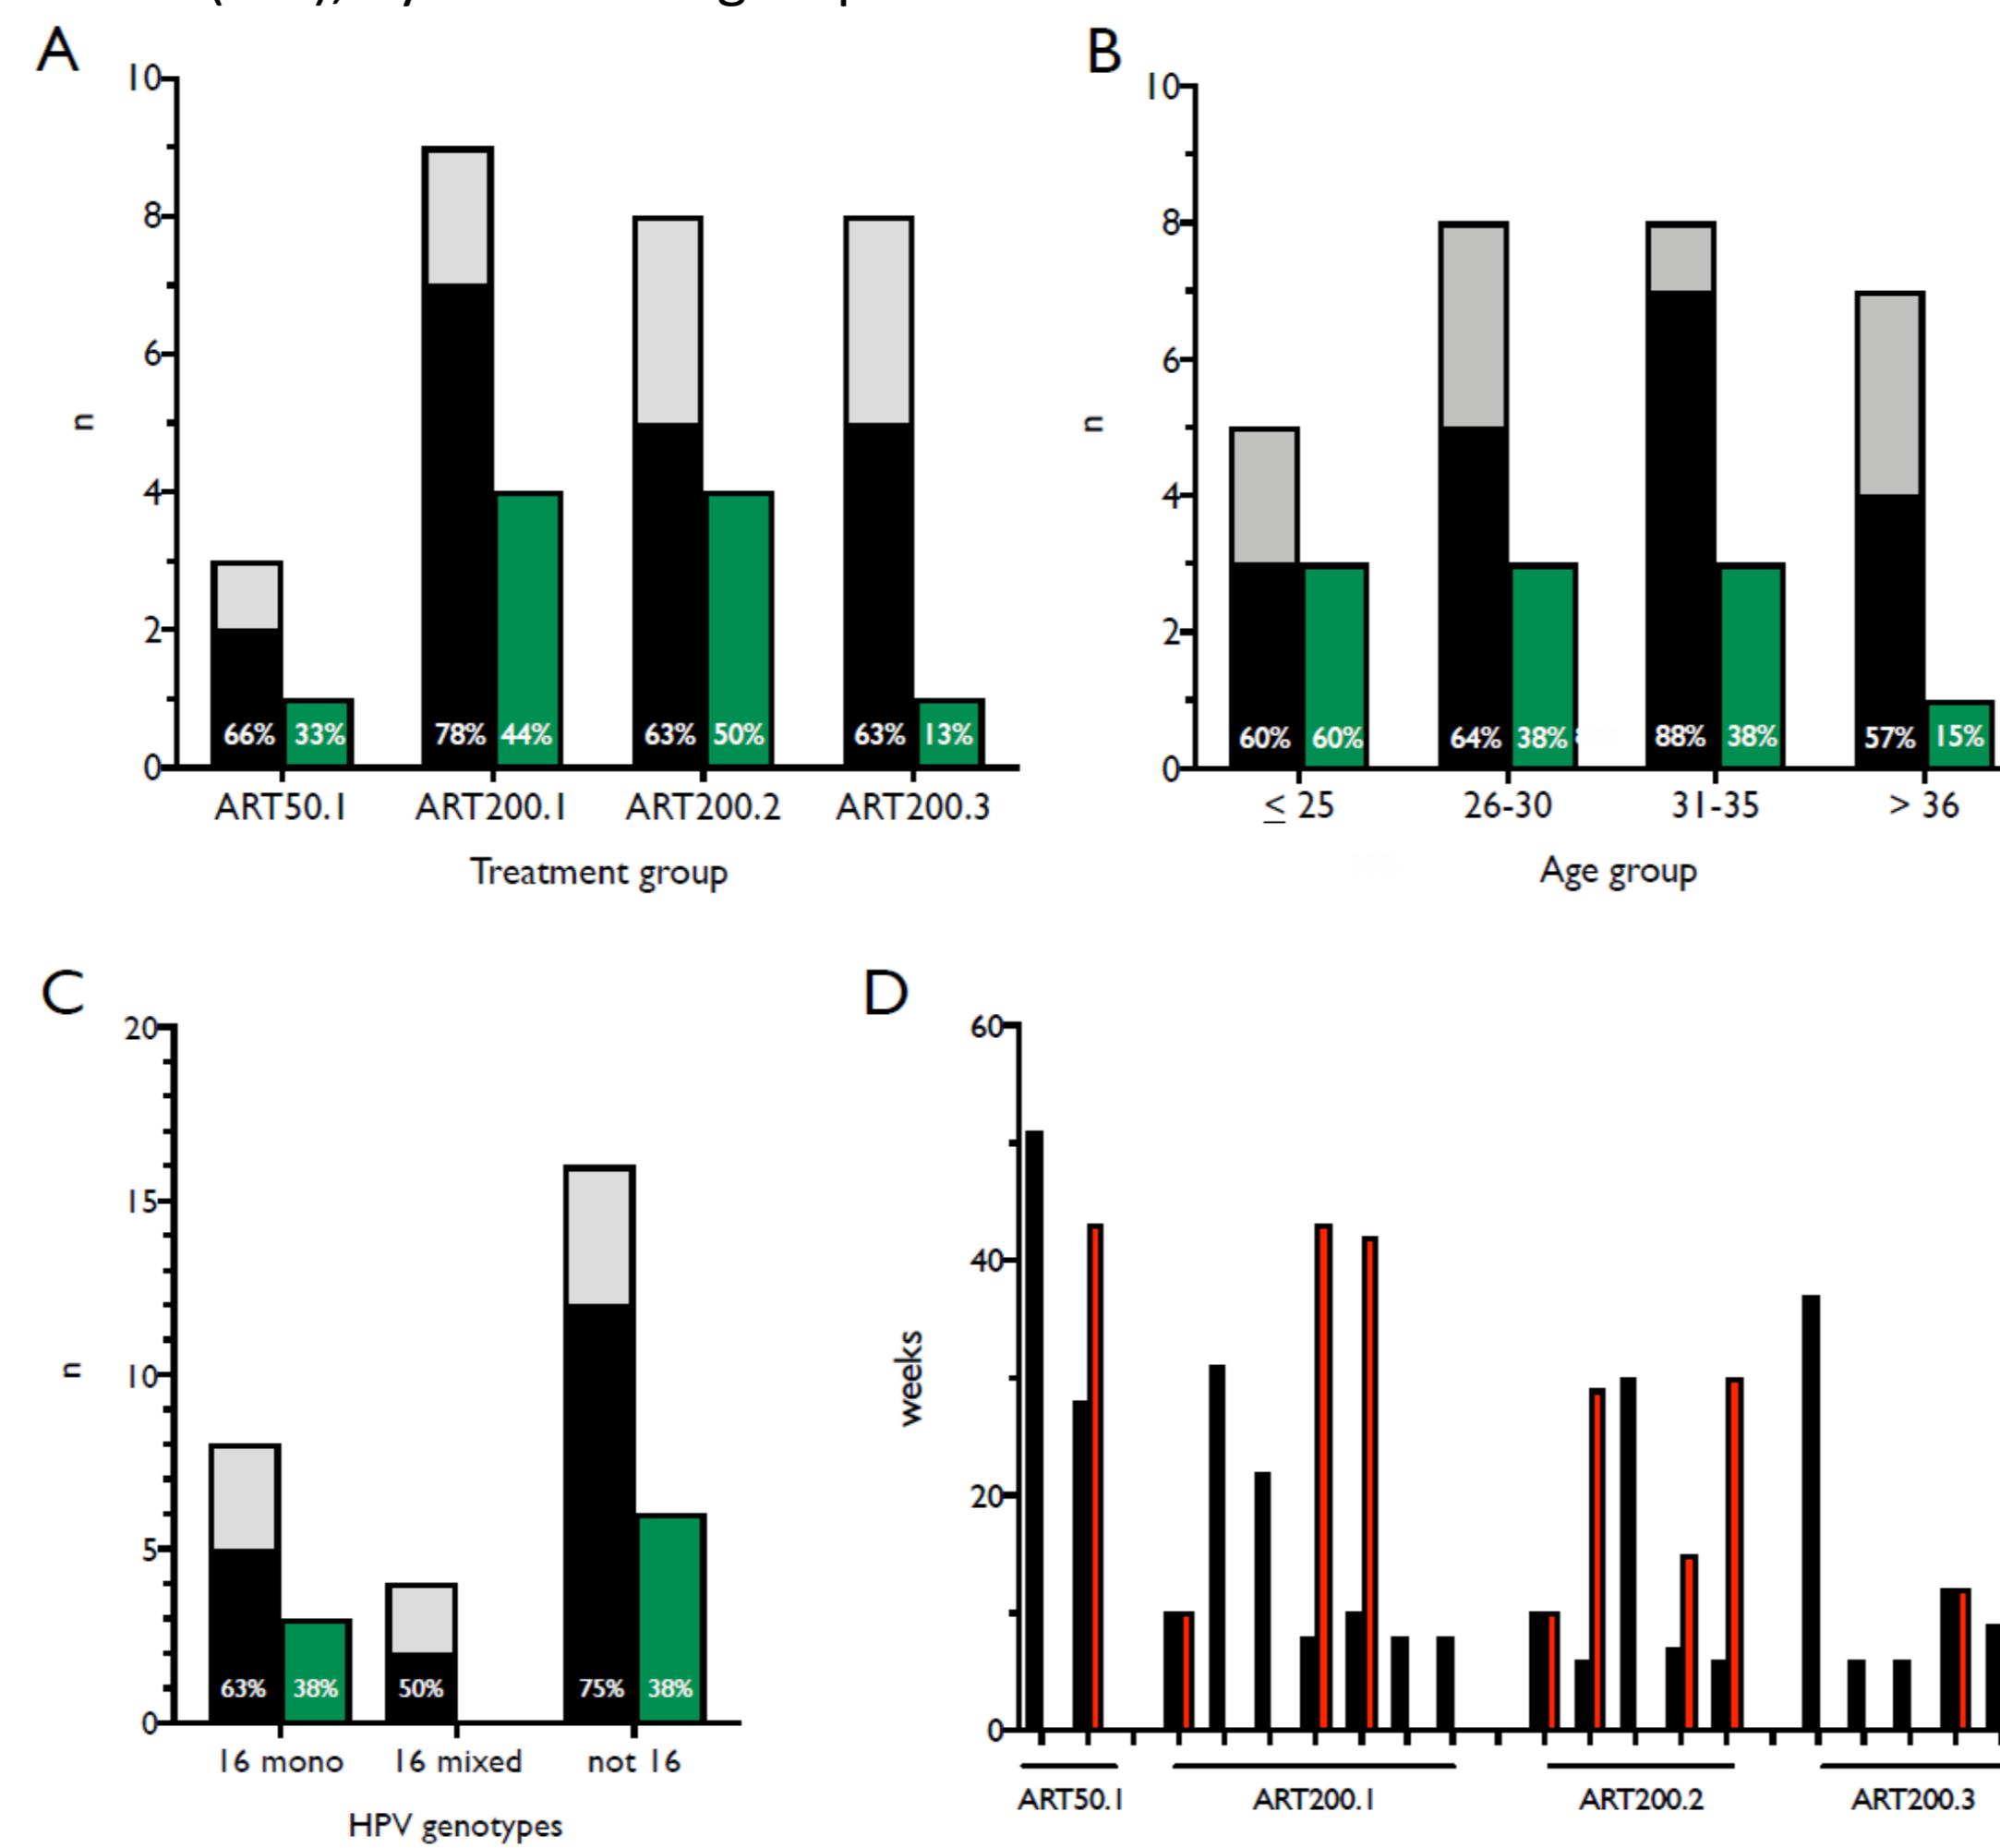 A
10
8
6
4
2
0
n
66% 33% 78% 44% 63% 50% 63% 13%
ART50.1 ART200.1 ART200.2 ART200.3
Treatment group
B
10
8
6
4
2
0
n
60% 60% 64% 38% 88% 38% 57% 15%
≤ 25 26-30 31-35 > 36
Age group
C
20
15
10
5
0
n
63% 38% 50% 75% 38%
16 mono 16 mixed not 16
HPV genotypes
D
60
40
20
0
weeks
ART50.1 ART200.1 ART200.2 ART200.3